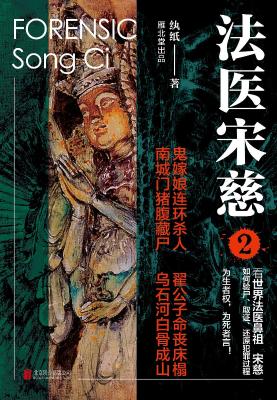 FORENSIC
Song Ci
法医宋慈
2
纨纸——著
雁北堂出品
鬼嫁娘连环杀人
南城门猪腹藏尸
翟公子命丧床榻
乌石河白骨成山
看世界法医鼻祖 宋慈
如何验尸、取证、还原犯罪过程
为生者权，为死者言！